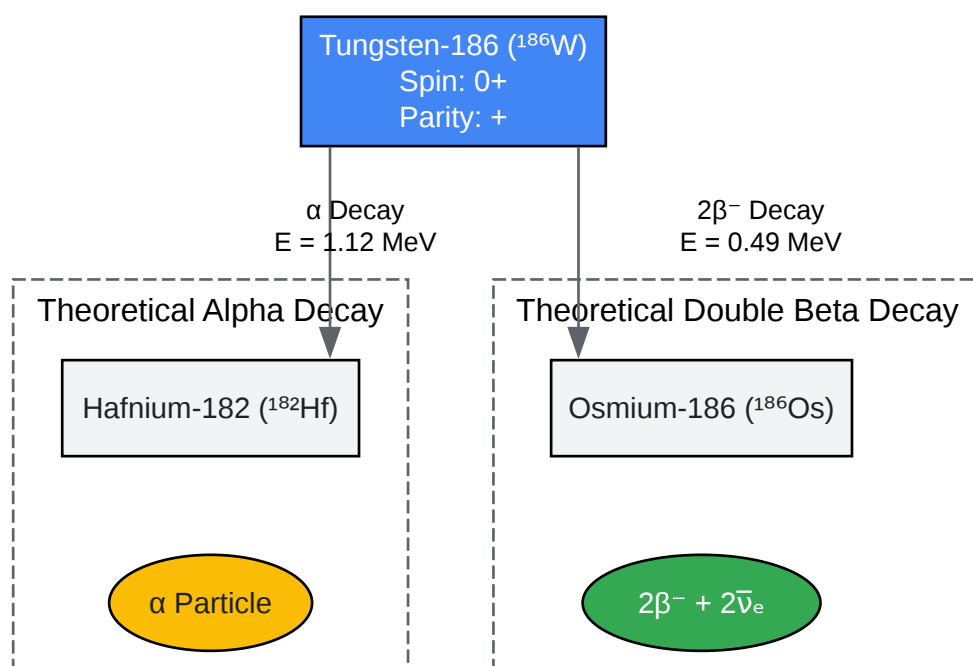 Tungsten-186 (¹⁸⁶W)
Spin: 0+
Parity: +
α Decay
E = 1.12 MeV
2β⁻ Decay
E = 0.49 MeV
Theoretical Alpha Decay
Theoretical Double Beta Decay
Hafnium-182 (¹⁸²Hf)
Osmium-186 (¹⁸⁶Os)
α Particle
2β⁻ + 2ν̅ₑ